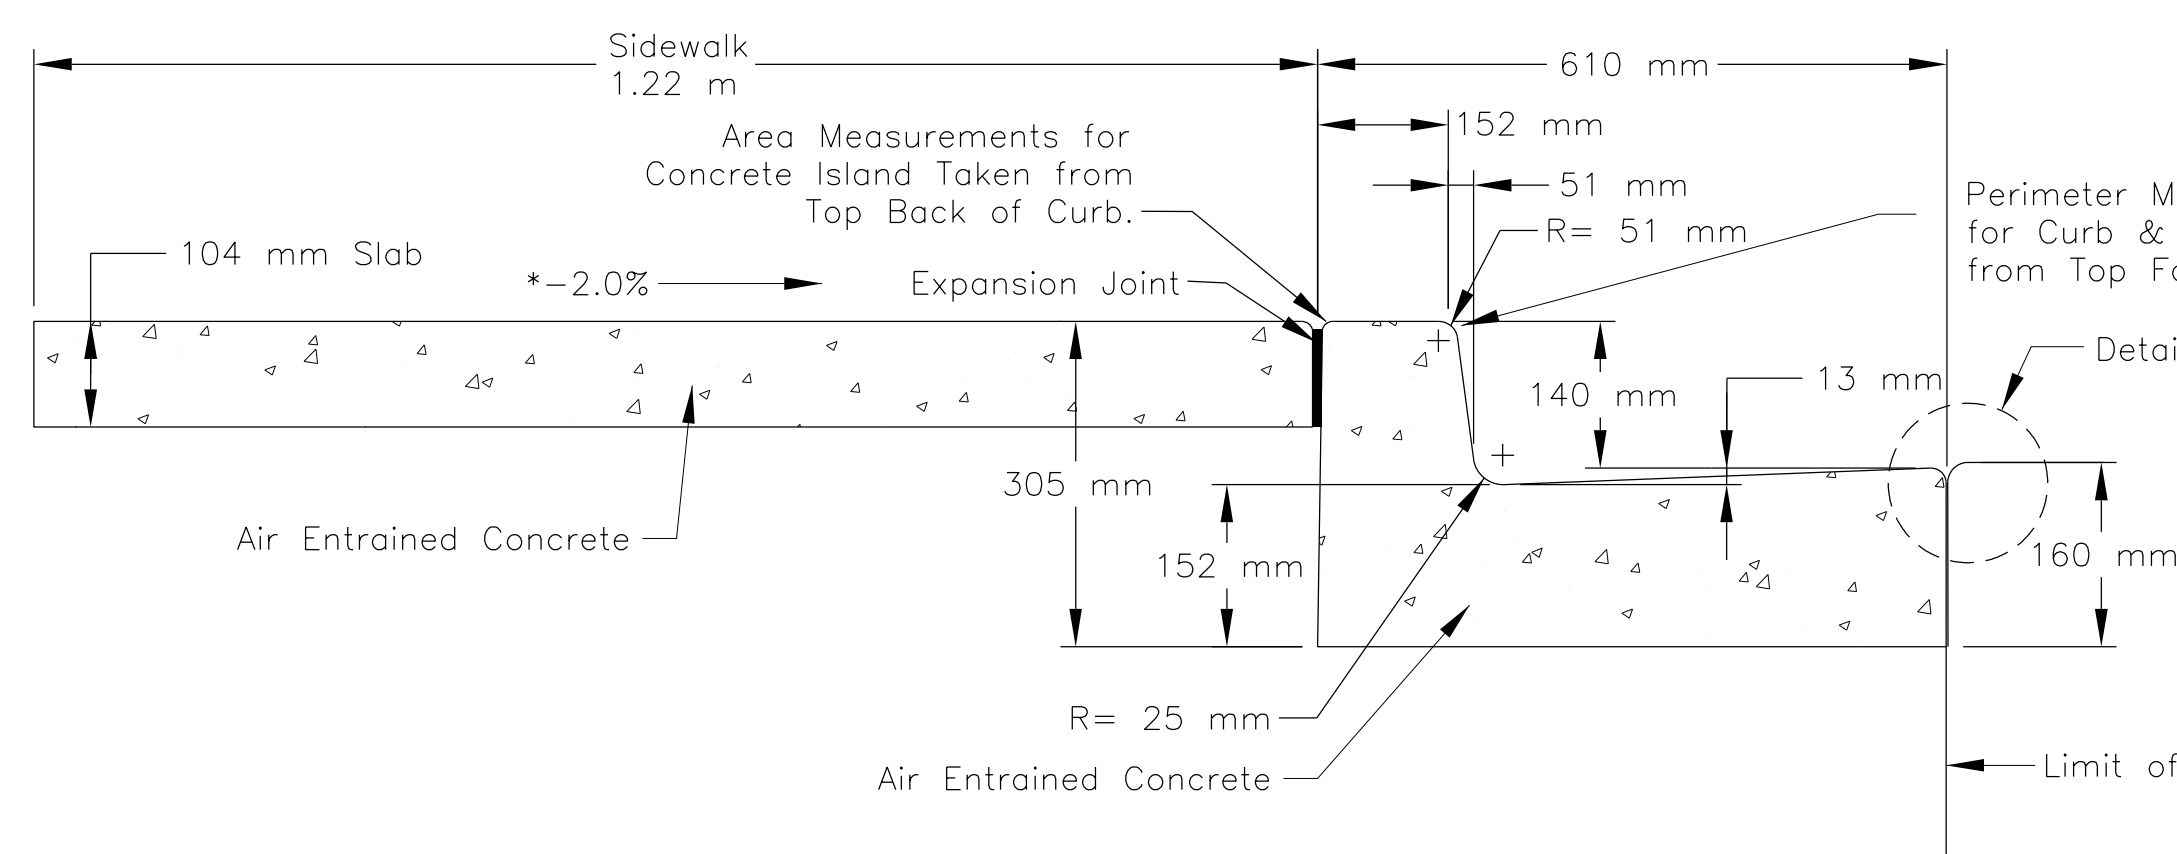 Sidewalk
1.22 m
610 mm
152 mm
Area Measurements for
Concrete Island Taken from
Top Back of Curb.
51 mm
R= 51 mm
Perimeter M
for Curb &
from Top
104 mm Slab
*-2.0%
Expansion Joint
13 mm
140 mm
305 mm
152 mm
160 mm
Air Entrained Concrete
R= 25 mm
Air Entrained Concrete
Limit of